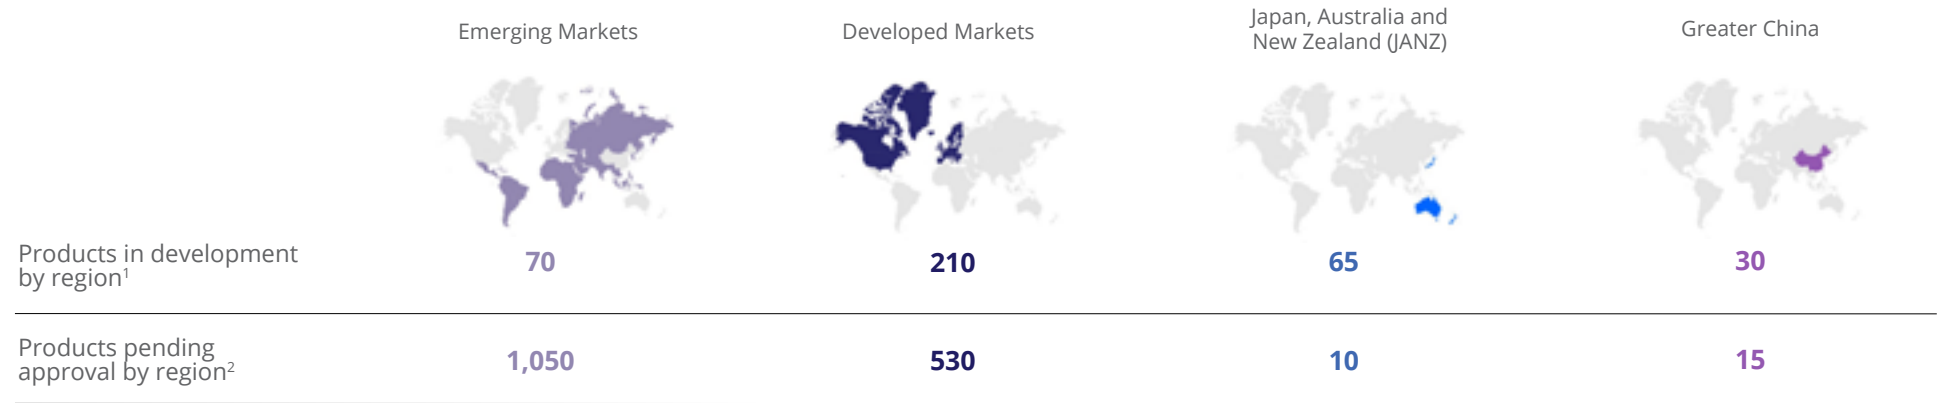 Emerging Markets
Developed Markets
Japan, Australia and
New Zealand (JANZ)
Greater China
Products in development
by region1
70
210
65
30
Products pending
approval by region2
1,050
530
10
15